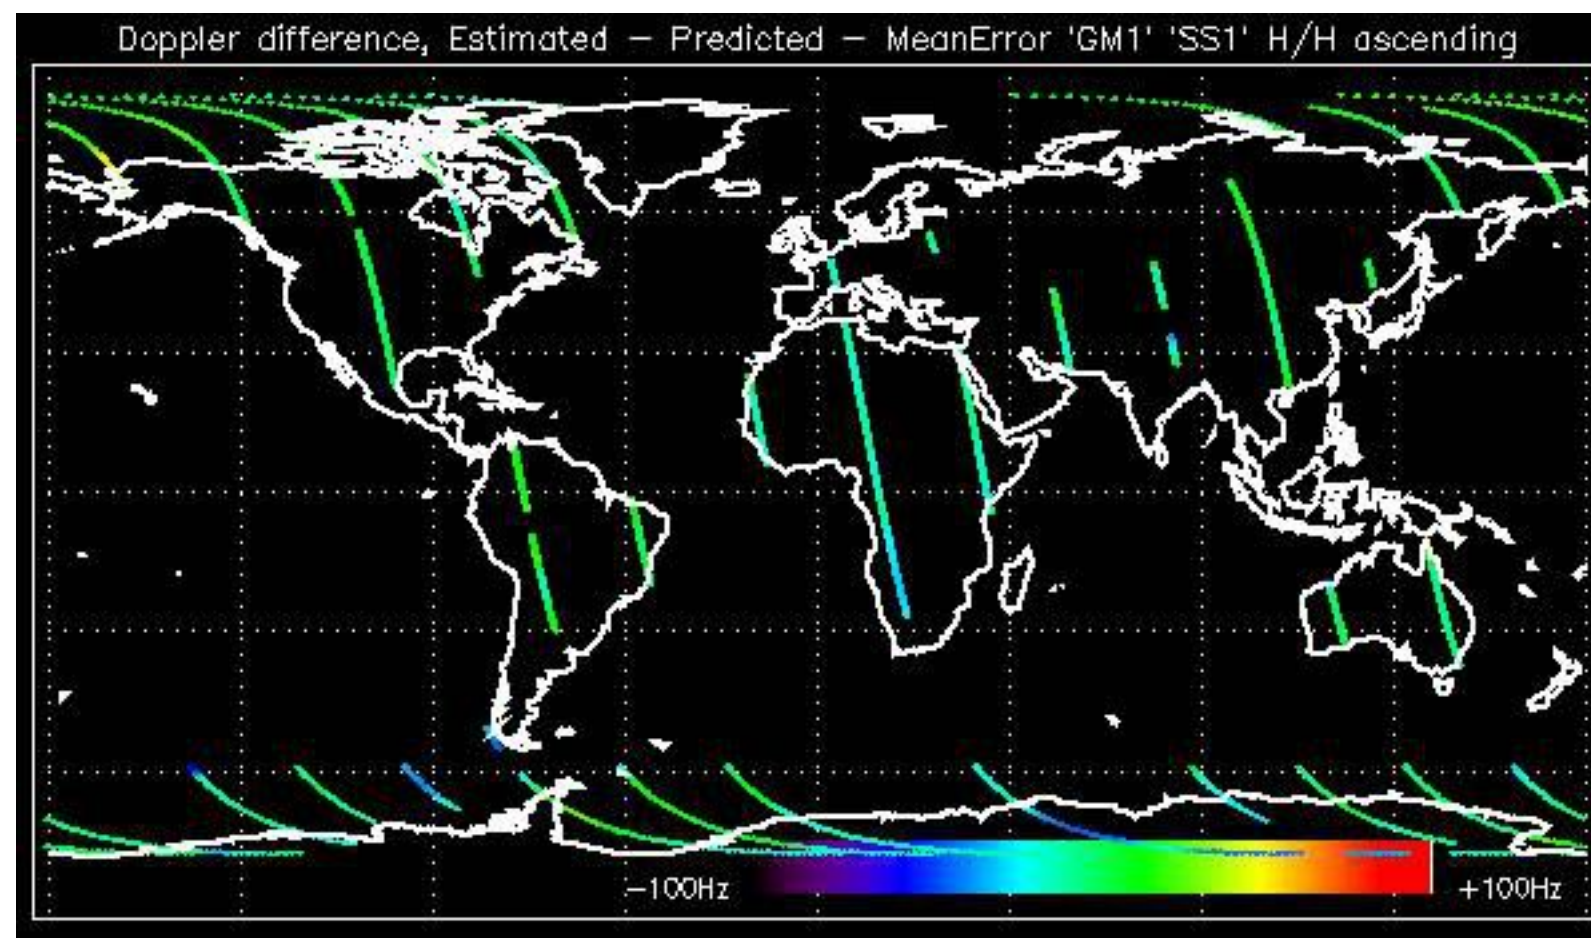 Doppler difference, Estimated – Predicted – MeanError 'GM1' 'SS1' H/H ascending
–100Hz
+100Hz